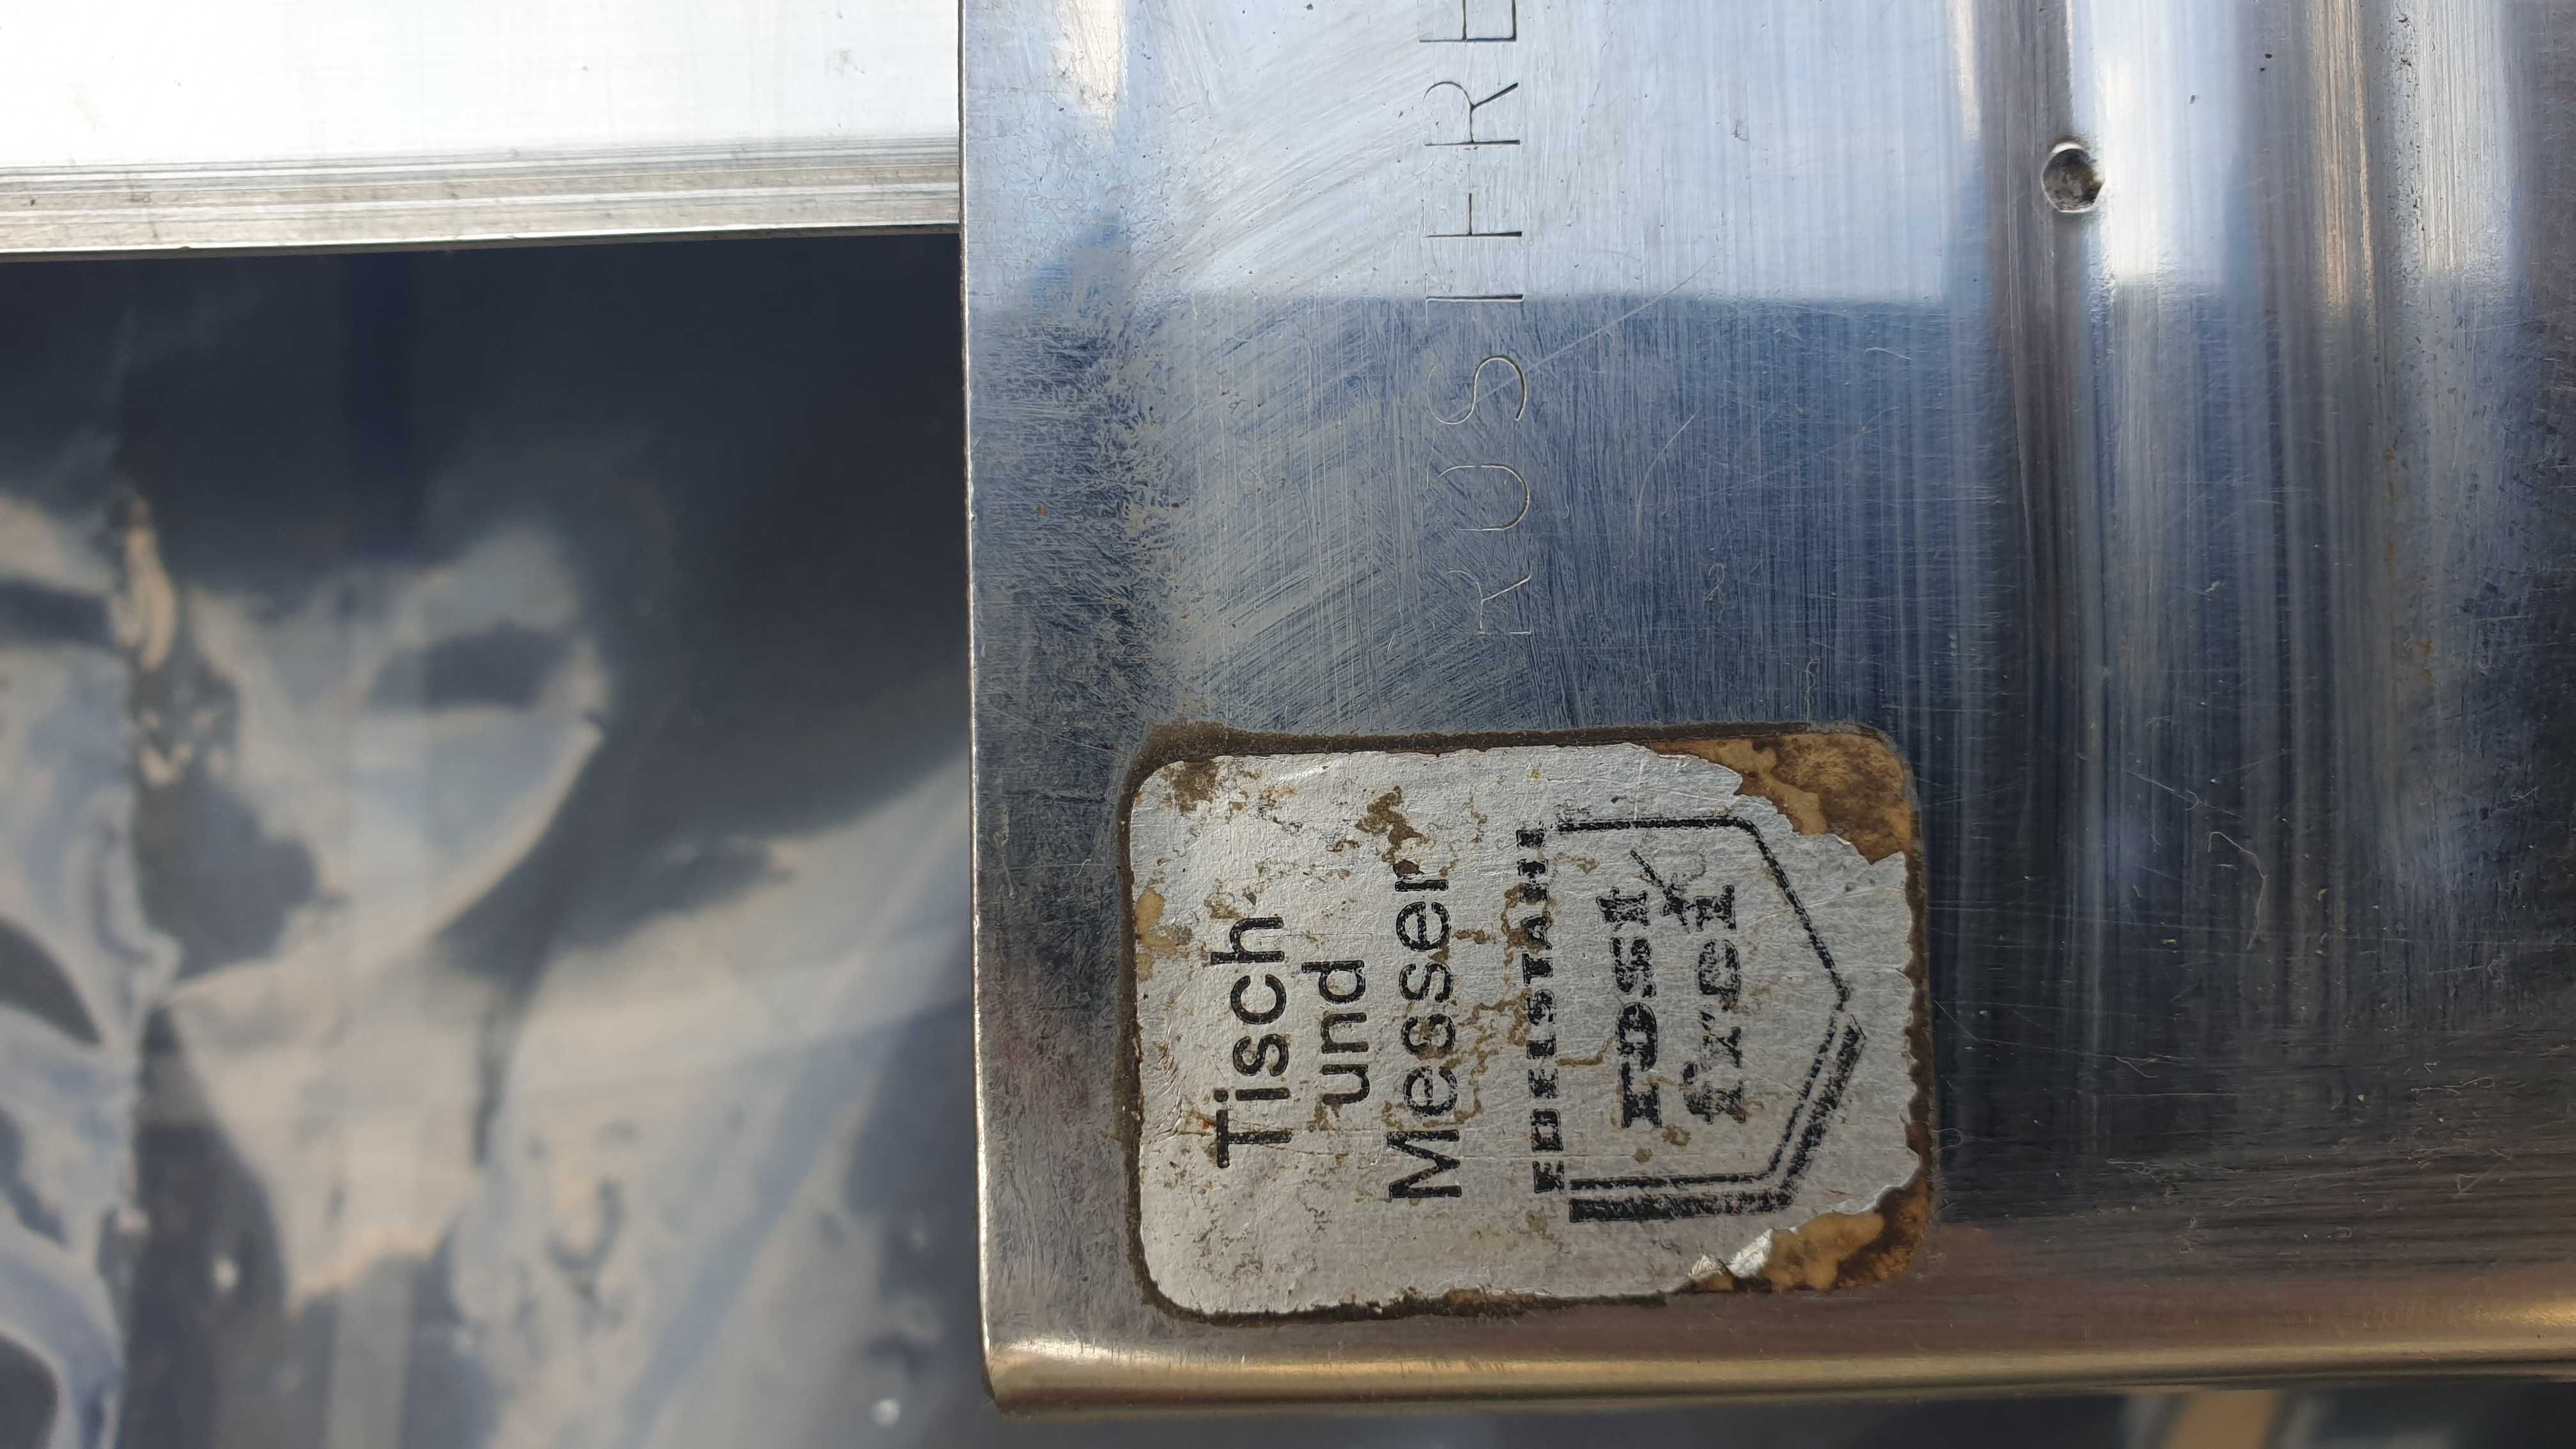 ROSTFRE
Tisch
und
Messer
EDELSTAHL
rost
frei